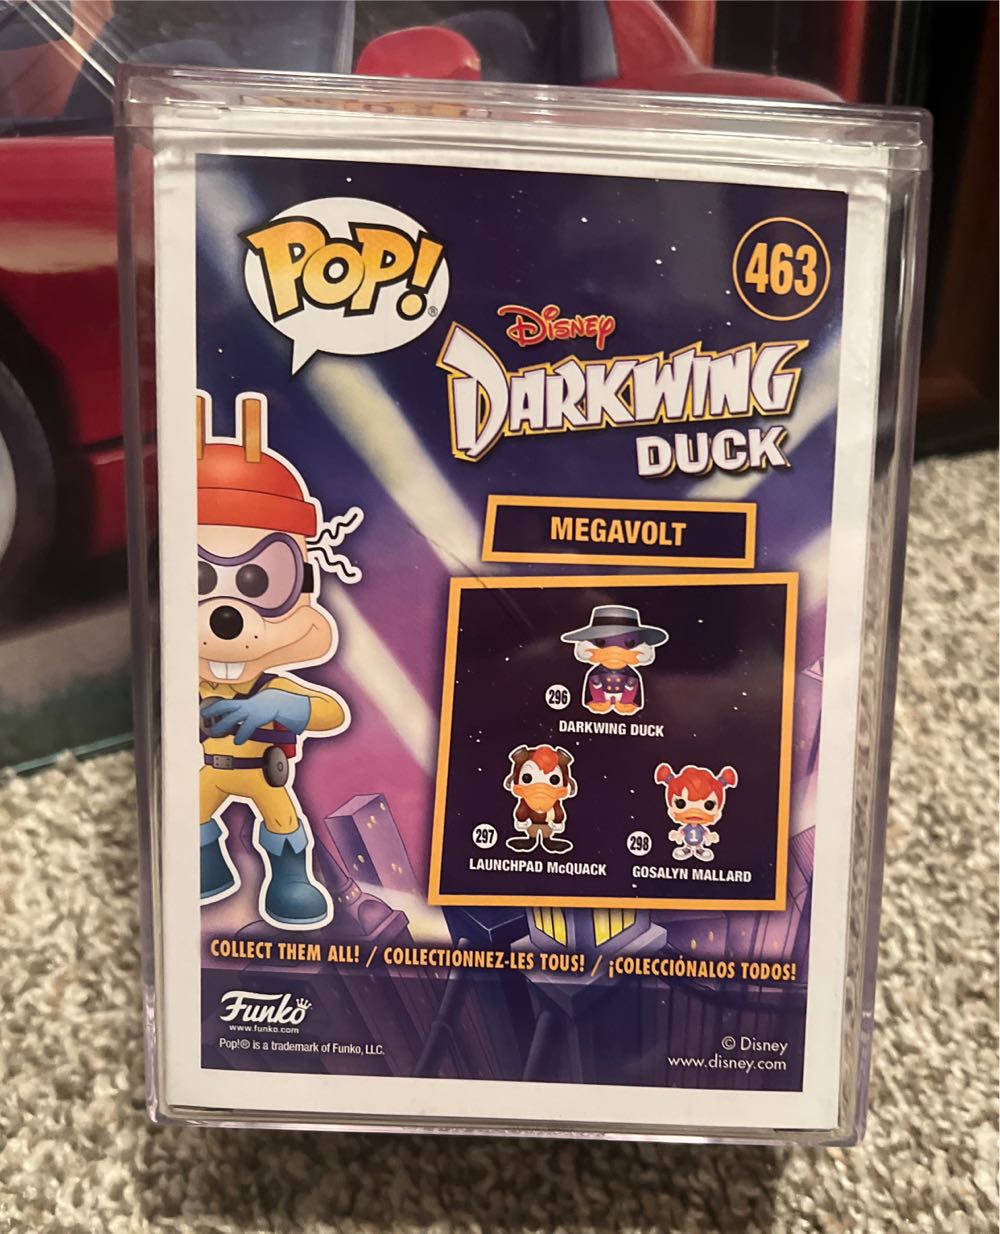 POP!®
463
Disney
DARKWING
DUCK
MEGAVOLT
296
DARKWING DUCK
297
LAUNCHPAD McQUACK
1
298
GOSALYN MALLARD
COLLECT THEM ALL! / COLLECTIONNEZ-LES TOUS! / ¡COLECCIÓNALOS TODOS!
Funko
www.funko.com
Pop!® is a trademark of Funko, LLC.
© Disney
www.disney.com